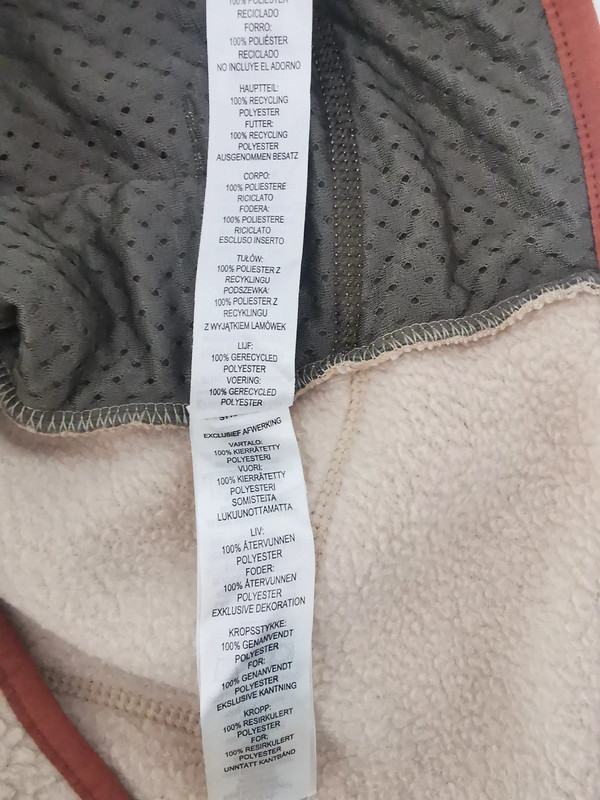 100% POLIÉSTER
RECICLADO
FORRO:
100% POLIÉSTER
RECICLADO
NO INCLUYE EL ADORNO
HAUPTTEIL:
100% RECYCLING
POLYESTER
FUTTER:
100% RECYCLING
POLYESTER
AUSGENOMMEN BESATZ
CORPO:
100% POLIESTERE
RICICLATO
FODERA:
100% POLIESTERE
RICICLATO
ESCLUSO INSERTO
TUŁÓW:
100% POLIESTER Z
RECYKLINGU
PODSZEWKA:
100% POLIESTER Z
RECYKLINGU
Z WYJĄTKIEM LAMÓWEK
LIJF:
100% GERECYCLED
POLYESTER
VOERING:
100% GERECYCLED
POLYESTER
EXCLUSIEF AFWERKING
VARTALO:
100% KIERRÄTETTY
POLYESTERI
VUORI:
100% KIERRÄTETTY
POLYESTERI
SOMISTEITA
LUKUUNOTTAMATTA
LIV:
100% ÅTERVUNNEN
POLYESTER
FODER:
100% ÅTERVUNNEN
POLYESTER
EXKLUSIVE DEKORATION
KROPSSTYKKE:
100% GENANVENDT
POLYESTER
FOR:
100% GENANVENDT
POLYESTER
EKSLUSIVE KANTNING
KROPP:
100% RESIRKULERT
POLYESTER
FOR:
100% RESIRKULERT
POLYESTER
UNNTATT KANTBÅND